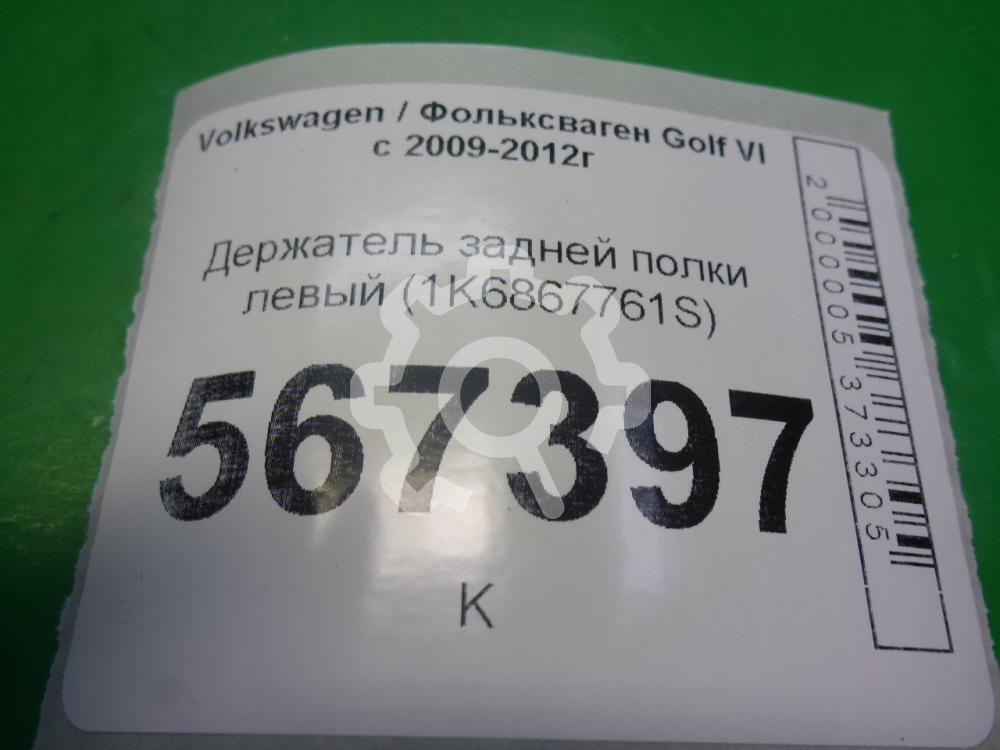 Volkswagen / Фольксваген Golf VI
с 2009-2012г
Держатель задней полки
левый (1K6867761S)
567397
K
2000005373305